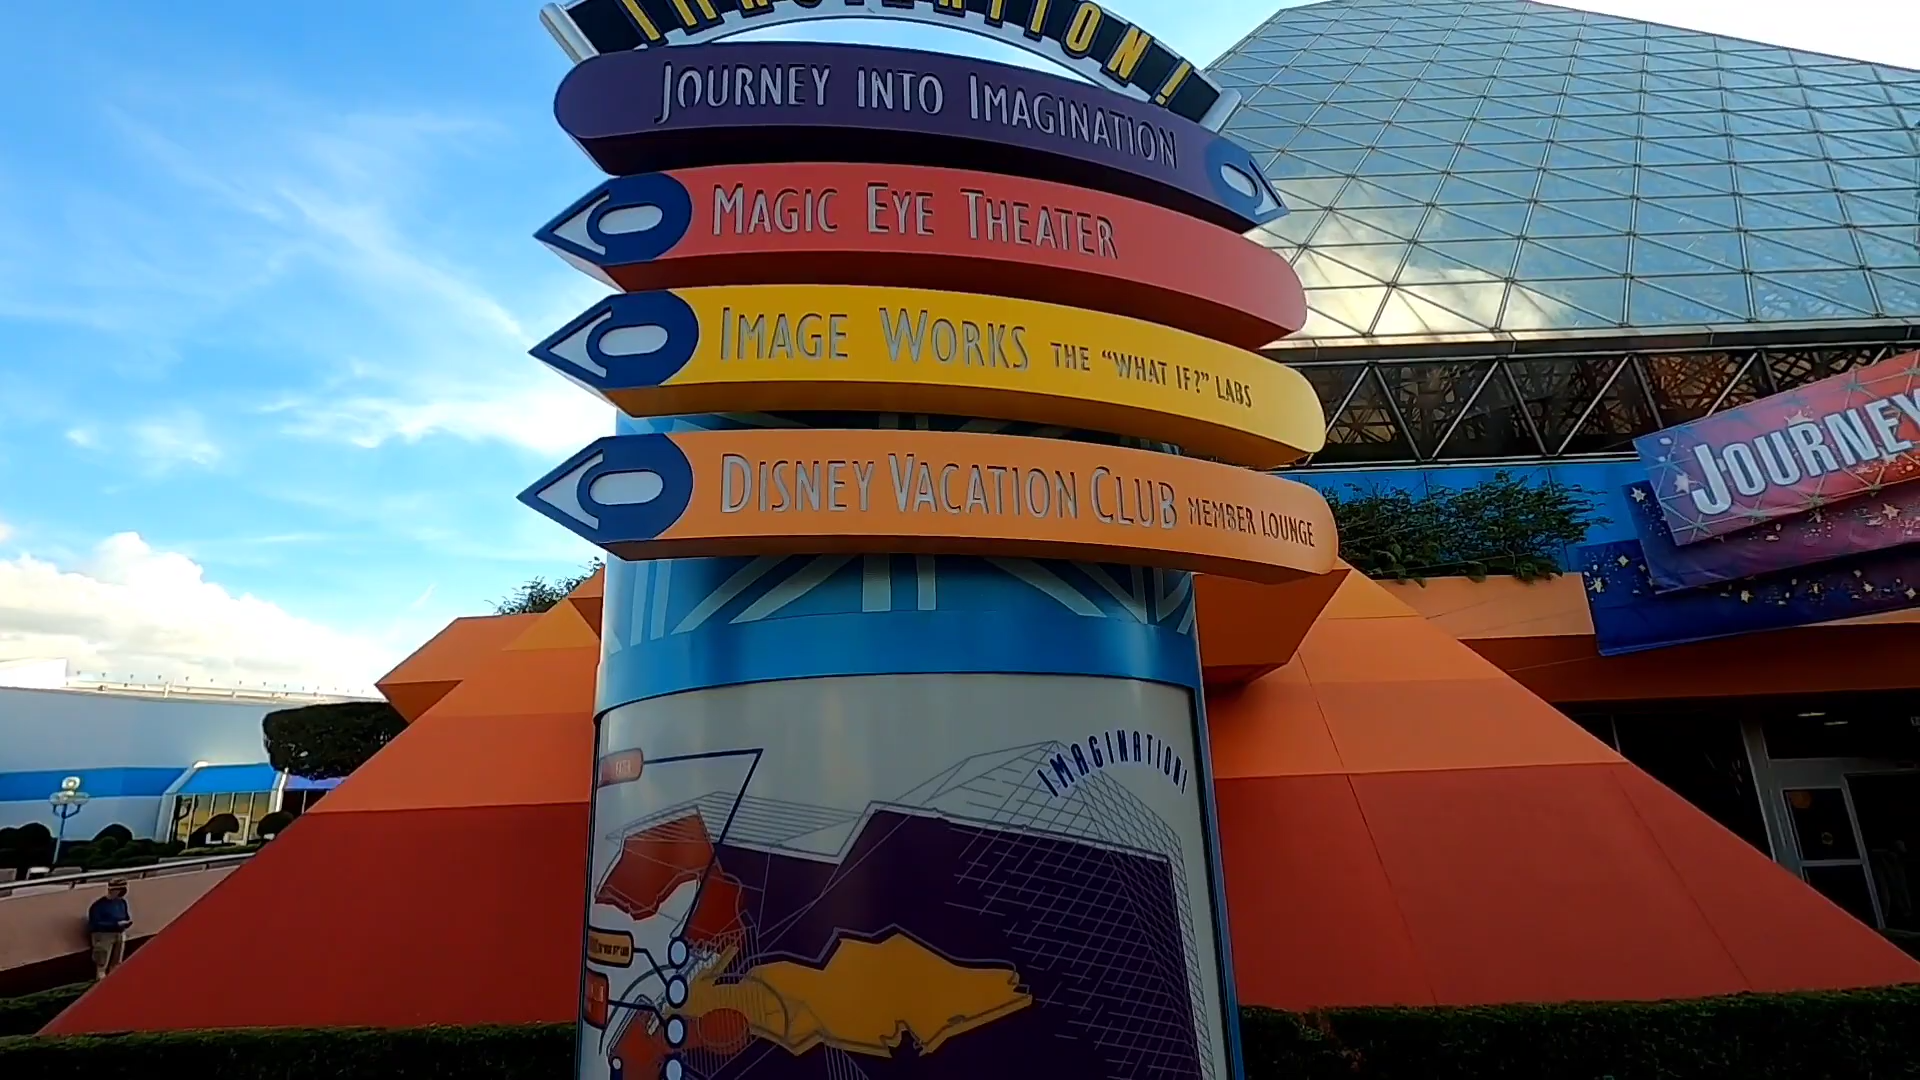 IMAGINATION!
JOURNEY INTO IMAGINATION
MAGIC EYE THEATER
IMAGE WORKS THE “WHAT IF?” LABS
DISNEY VACATION CLUB MEMBER LOUNGE
JOURNEY
IMAGINATION!